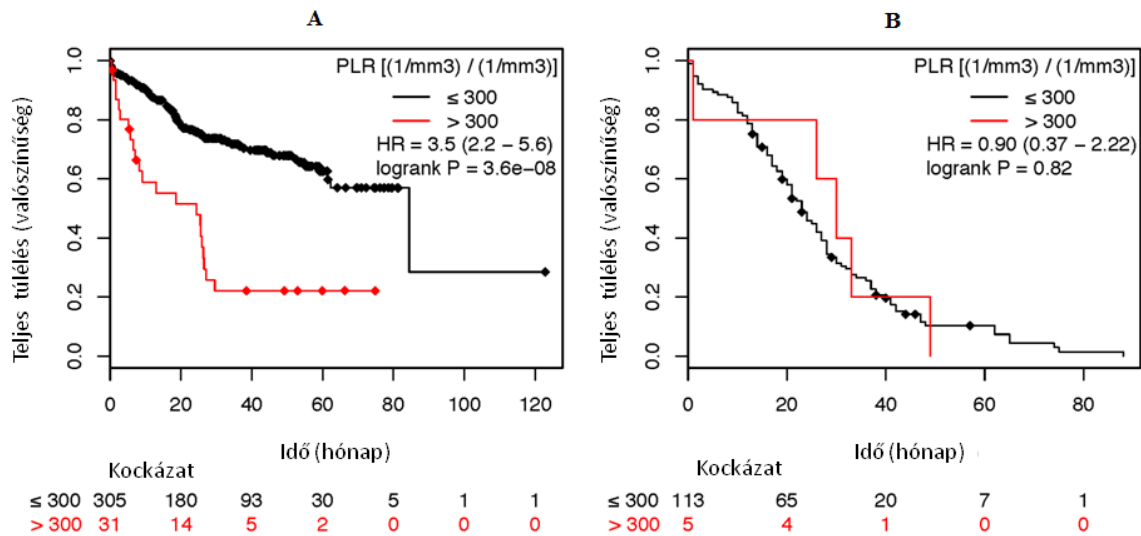 A
Teljes túlélés (valószínűség)
1.0
0.8
0.6
0.4
0.2
0.0
PLR [(1/mm3) / (1/mm3)]
≤ 300
> 300
HR = 3.5 (2.2 − 5.6)
logrank P = 3.6e−08
0 20 40 60 80 100 120
Idő (hónap)
Kockázat
≤ 300 305 180 93 30 5 1 1
> 300 31 14 5 2 0 0 0
B
Teljes túlélés (valószínűség)
1.0
0.8
0.6
0.4
0.2
0.0
PLR [(1/mm3) / (1/mm3)]
≤ 300
> 300
HR = 0.90 (0.37 − 2.22)
logrank P = 0.82
0 20 40 60 80
Idő (hónap)
Kockázat
≤ 300 113 65 20 7 1
> 300 5 4 1 0 0